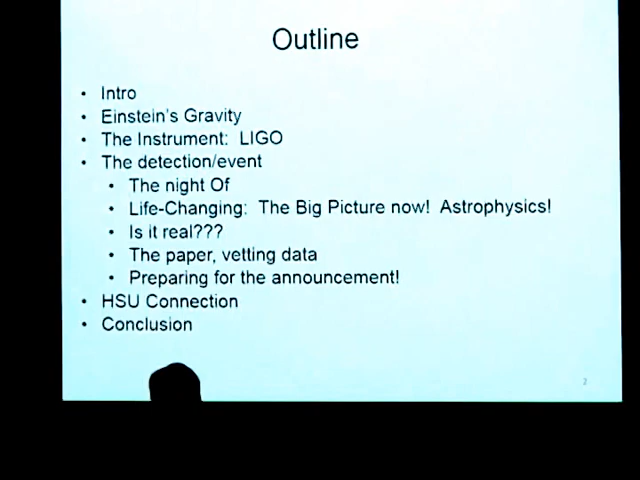 Outline
• Intro
• Einstein's Gravity
• The Instrument: LIGO
• The detection/event
• The night Of
• Life-Changing: The Big Picture now! Astrophysics!
• Is it real???
• The paper, vetting data
• Preparing for the announcement!
• HSU Connection
• Conclusion
2